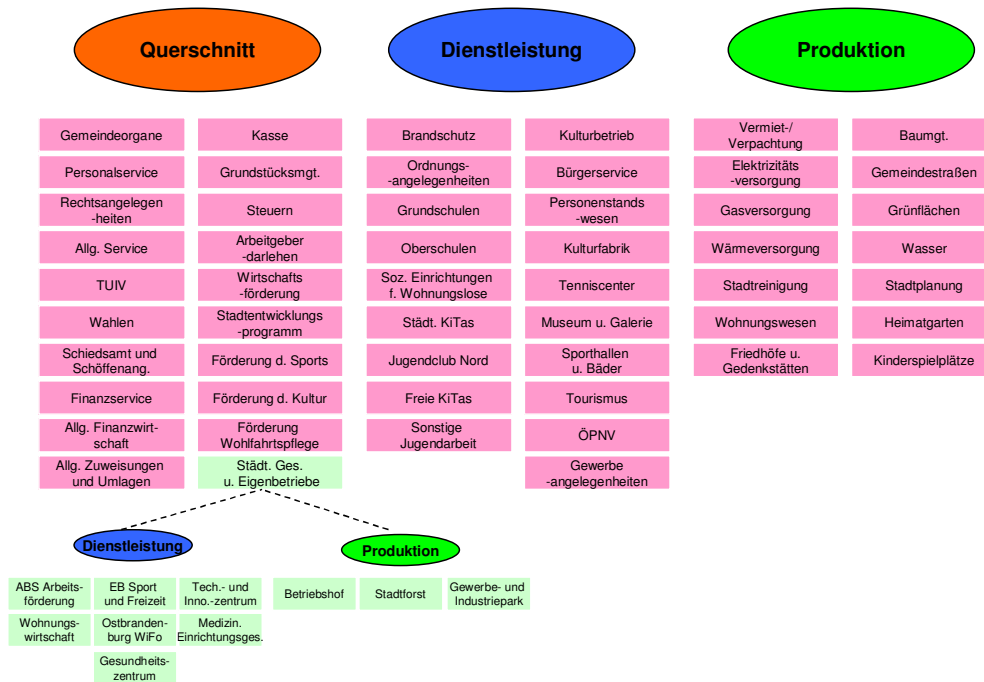 Querschnitt
Dienstleistung
Produktion
Gemeindeorgane
Kasse
Brandschutz
Kulturbetrieb
Vermiet-/
Verpachtung
Baumgt.
Personalservice
Grundstücksmgt.
Ordnungs-
-angelegenheiten
Bürgerservice
Elektrizitäts
-versorgung
Gemeindestraßen
Rechtsangelegen
-heiten
Steuern
Grundschulen
Personenstands
-wesen
Gasversorgung
Grünflächen
Allg. Service
Arbeitgeber
-darlehen
Oberschulen
Kulturfabrik
Wärmeversorgung
Wasser
TUIV
Wirtschafts
-förderung
Soz. Einrichtungen
f. Wohnungslose
Tenniscenter
Stadtreinigung
Stadtplanung
Wahlen
Stadtentwicklungs
-programm
Städt. KiTas
Museum u. Galerie
Wohnungswesen
Heimatgarten
Schiedsamt und
Schöffenang.
Förderung d. Sports
Jugendclub Nord
Sporthallen
u. Bäder
Friedhöfe u.
Gedenkstätten
Kinderspielplätze
Finanzservice
Förderung d. Kultur
Freie KiTas
Tourismus
Allg. Finanzwirt-
schaft
Förderung
Wohlfahrtspflege
Sonstige
Jugendarbeit
ÖPNV
Allg. Zuweisungen
und Umlagen
Städt. Ges.
u. Eigenbetriebe
Gewerbe
-angelegenheiten
Dienstleistung
Produktion
ABS Arbeits-
förderung
EB Sport
und Freizeit
Tech.- und
Inno.-zentrum
Betriebshof
Stadtforst
Gewerbe- und
Industriepark
Wohnungs-
wirtschaft
Ostbranden-
burg WiFo
Medizin.
Einrichtungsges.
Gesundheits-
zentrum